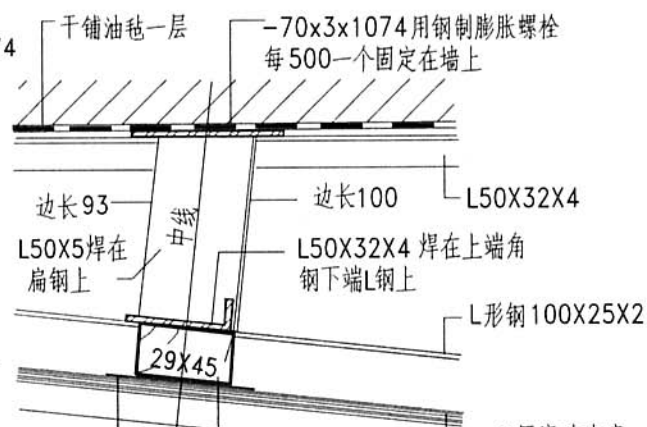 干铺油毡一层
-70x3x1074用钢制膨胀螺栓
每500一个固定在墙上
边长93
中线
边长100
L50X32X4
L50X5焊在
扁钢上
L50X32X4 焊在上端角
钢下端L钢上
L形钢100X25X2
29X45